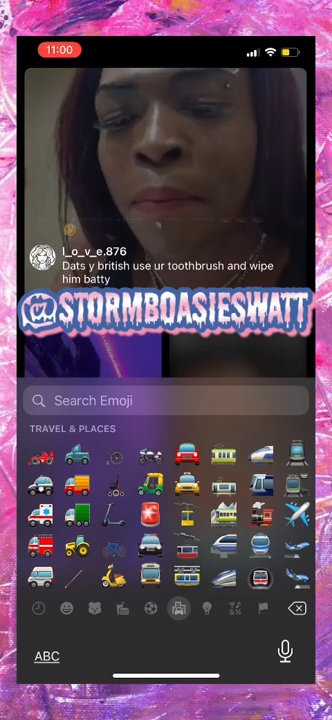 11:00
l_o_v_e.876
Dats y british use ur toothbrush and wipe
him batty
@STORMBOASIESWATT
Search Emoji
TRAVEL & PLACES
ABC